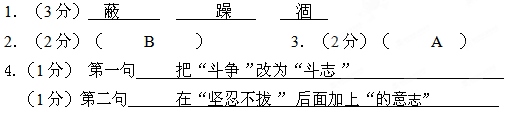 1．（3分） 蔽 躁 涸
2．（2分）（ B ） 3．（2分）（ A ）
4．（1分） 第一句 把“斗争”改为“斗志”
（1分）第二句 在“坚忍不拔 ” 后面加上“的意志”